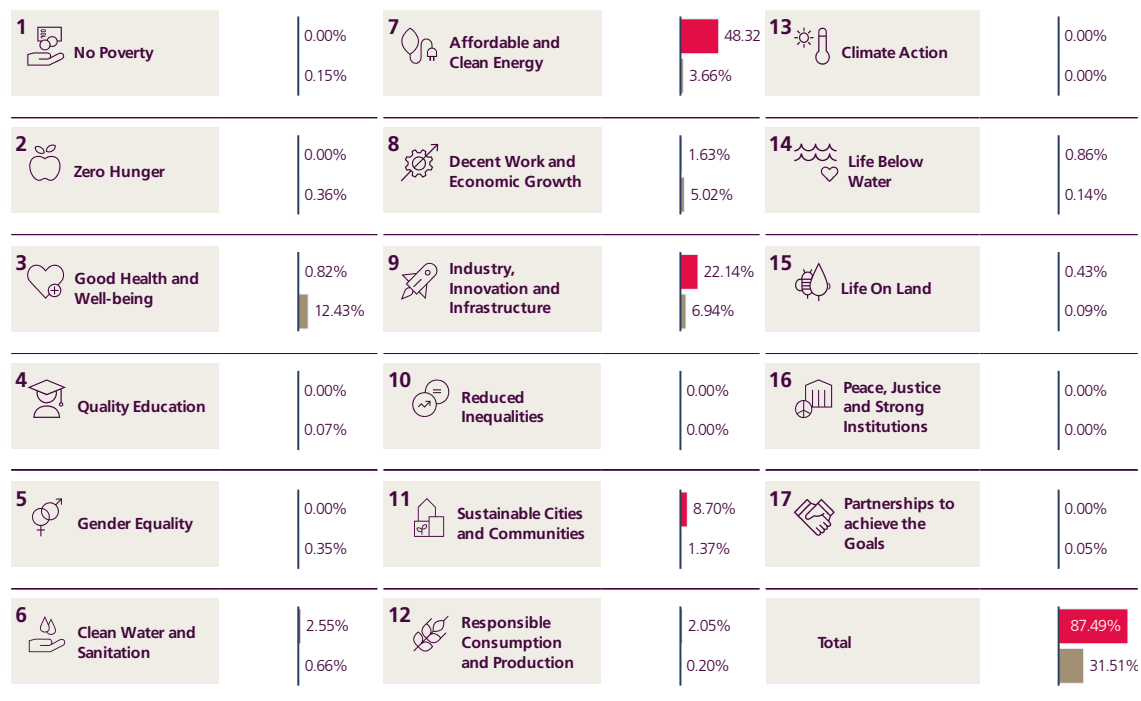 1
No Poverty
0.00%
0.15%
2
Zero Hunger
0.00%
0.36%
3
Good Health and
Well-being
0.82%
12.43%
4
Quality Education
0.00%
0.07%
5
Gender Equality
0.00%
0.35%
6
Clean Water and
Sanitation
2.55%
0.66%
7
Affordable and
Clean Energy
48.32
3.66%
8
Decent Work and
Economic Growth
1.63%
5.02%
9
Industry,
Innovation and
Infrastructure
22.14%
6.94%
10
Reduced
Inequalities
0.00%
0.00%
11
Sustainable Cities
and Communities
8.70%
1.37%
12
Responsible
Consumption
and Production
2.05%
0.20%
13
Climate Action
0.00%
0.00%
14
Life Below
Water
0.86%
0.14%
15
Life On Land
0.43%
0.09%
16
Peace, Justice
and Strong
Institutions
0.00%
0.00%
17
Partnerships to
achieve the
Goals
0.00%
0.05%
Total
87.49%
31.51%